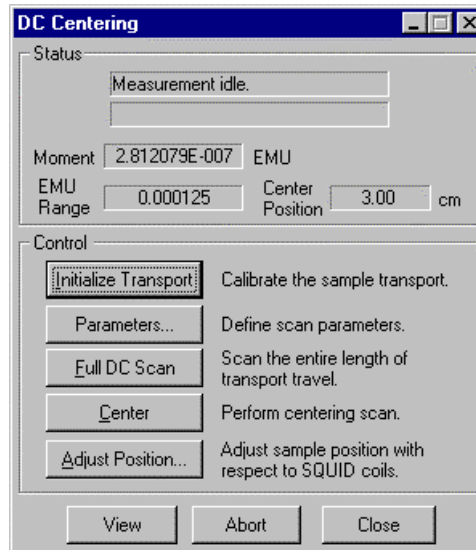 DC Centering
Status
Measurement idle.
Moment 2.812079E-007 EMU
EMU Range 0.000125 Center Position 3.00 cm
Control
Initialize Transport Calibrate the sample transport.
Parameters... Define scan parameters.
Full DC Scan Scan the entire length of
transport travel.
Center Perform centering scan.
Adjust Position... Adjust sample position with
respect to SQUID coils.
View Abort Close